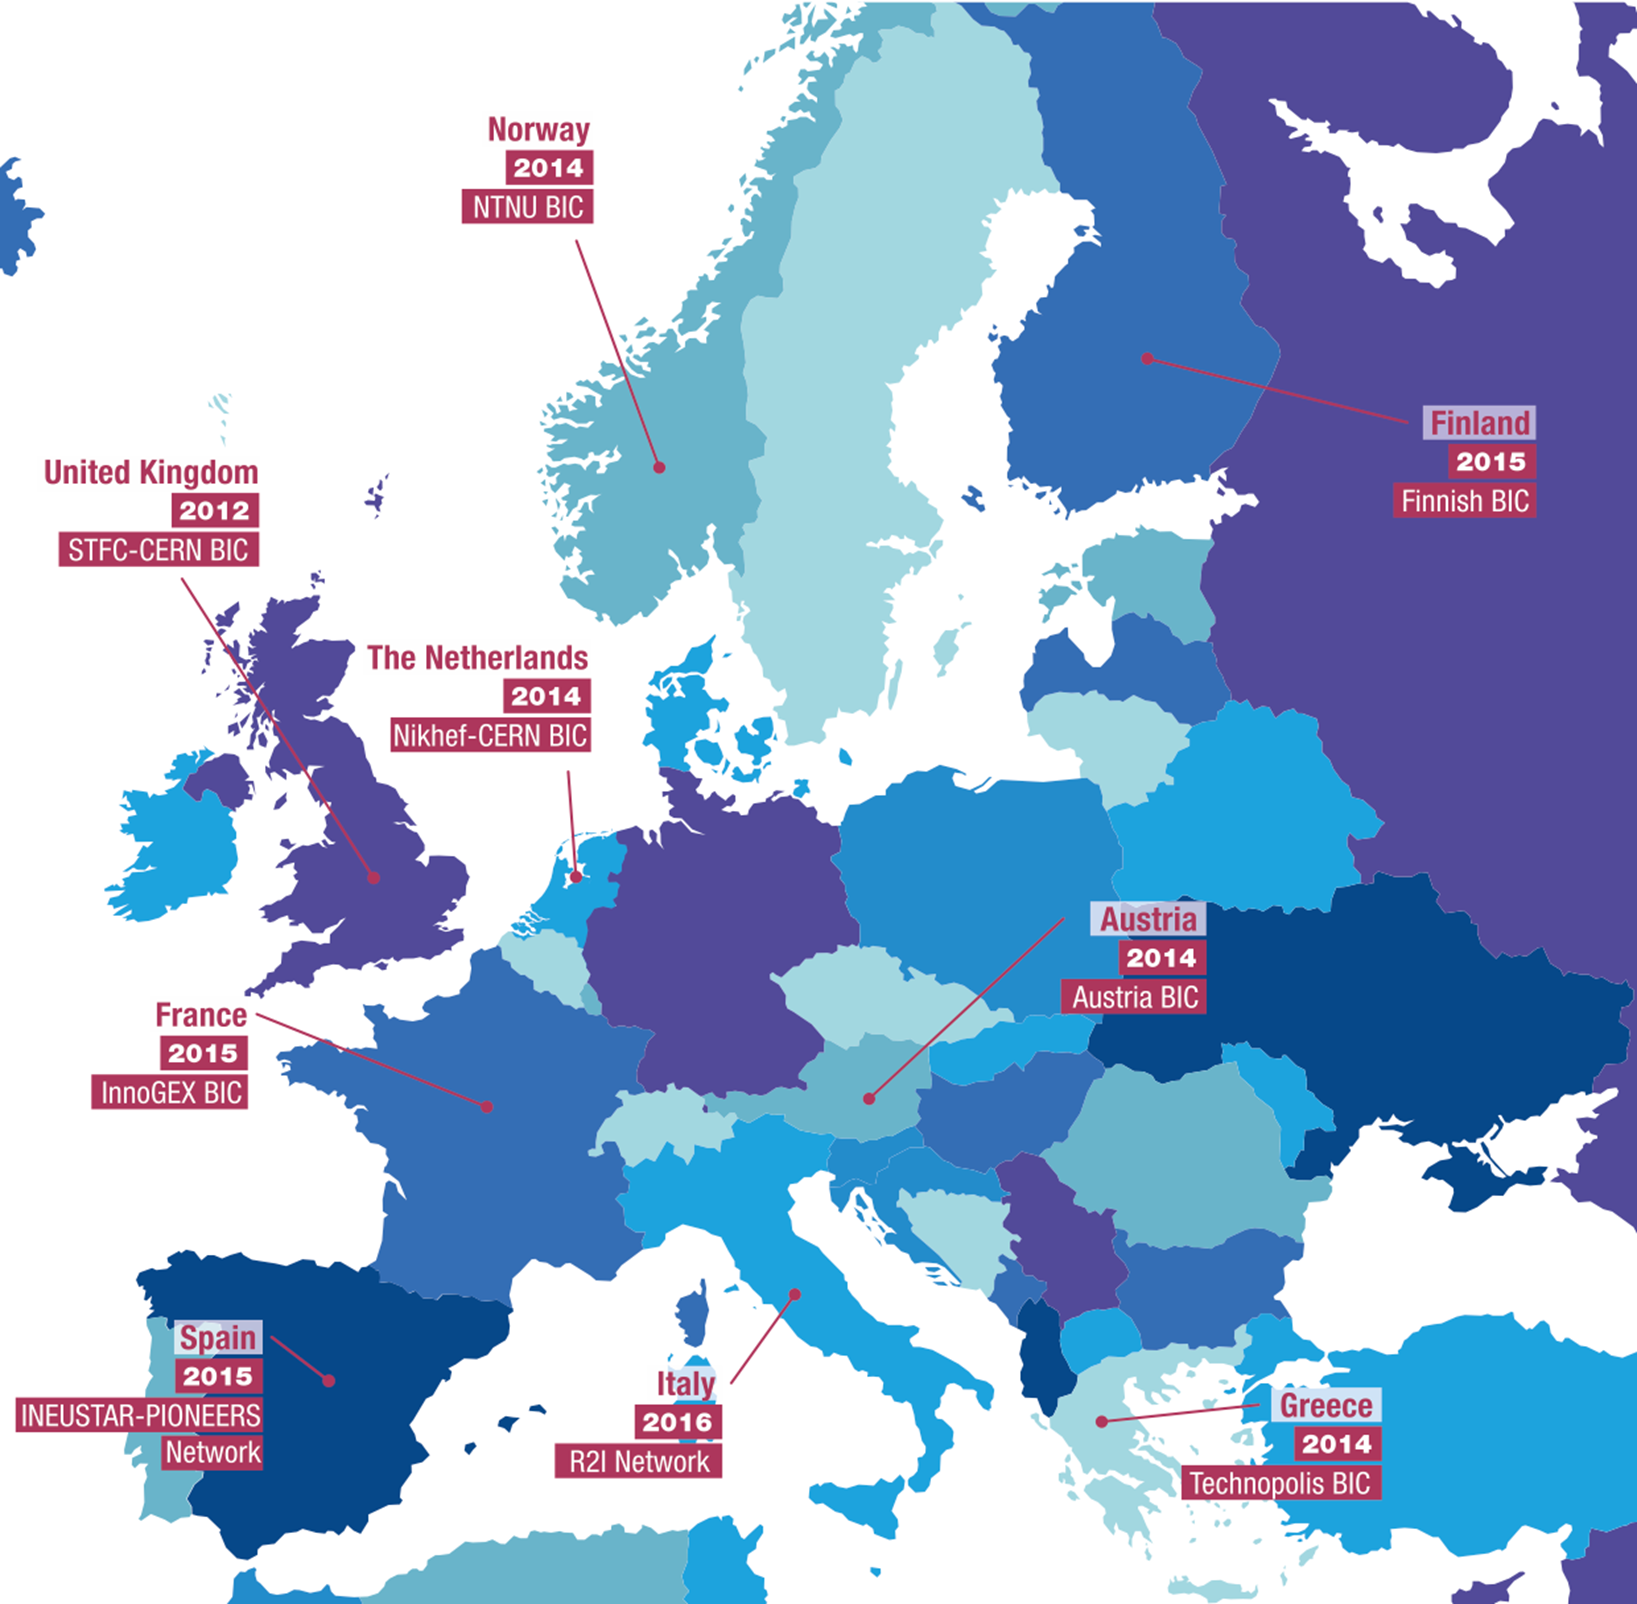 Norway
2014
NTNU BIC
Finland
2015
Finnish BIC
United Kingdom
2012
STFC-CERN BIC
The Netherlands
2014
Nikhef-CERN BIC
Austria
2014
Austria BIC
France
2015
InnoGEX BIC
Spain
2015
INEUSTAR-PIONEERS
Network
Italy
2016
R2I Network
Greece
2014
Technopolis BIC